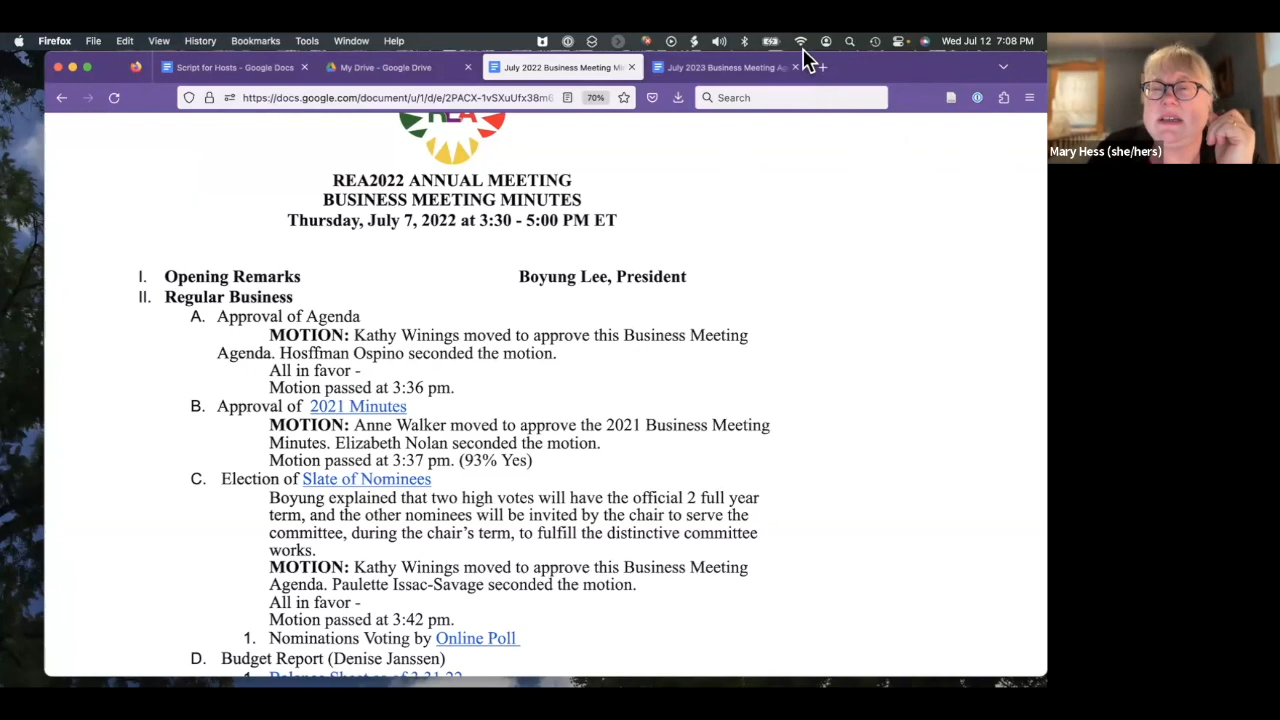 Firefox File Edit View History Bookmarks Tools Window Help Wed Jul 12 7:08 PM
Script for Hosts - Google Docs My Drive - Google Drive July 2022 Business Meeting Mi July 2023 Business Meeting Ag
https://docs.google.com/document/u/1/d/e/2PACX-1vSXuUfx38m6 70% Search
Mary Hess (she/hers)
REA
REA2022 ANNUAL MEETING
BUSINESS MEETING MINUTES
Thursday, July 7, 2022 at 3:30 - 5:00 PM ET
I. Opening Remarks Boyung Lee, President
II. Regular Business
A. Approval of Agenda
MOTION: Kathy Winings moved to approve this Business Meeting
Agenda. Hosffman Ospino seconded the motion.
All in favor -
Motion passed at 3:36 pm.
B. Approval of 2021 Minutes
MOTION: Anne Walker moved to approve the 2021 Business Meeting
Minutes. Elizabeth Nolan seconded the motion.
Motion passed at 3:37 pm. (93% Yes)
C. Election of Slate of Nominees
Boyung explained that two high votes will have the official 2 full year
term, and the other nominees will be invited by the chair to serve the
committee, during the chair's term, to fulfill the distinctive committee
works.
MOTION: Kathy Winings moved to approve this Business Meeting
Agenda. Paulette Issac-Savage seconded the motion.
All in favor -
Motion passed at 3:42 pm.
1. Nominations Voting by Online Poll
D. Budget Report (Denise Janssen)
1. Balance Sheet as of 3.31.22